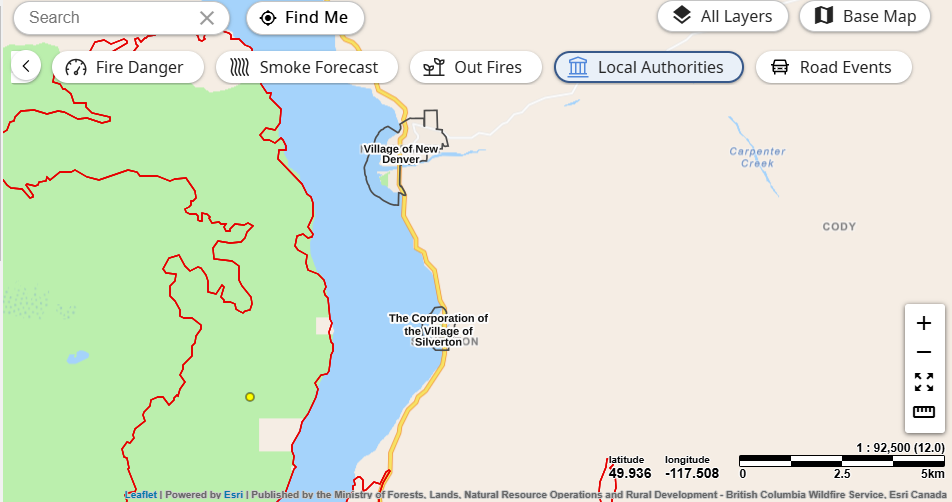 Search
Find Me
All Layers
Base Map
Fire Danger
Smoke Forecast
Out Fires
Local Authorities
Road Events
Village of New
Denver
Carpenter
Creek
CODY
The Corporation of
the Village of
Silverton
ON
1 : 92,500 (12.0)
latitude longitude
49.936 -117.508
0 2.5 5km
Leaflet | Powered by Esri | Published by the Ministry of Forests, Lands, Natural Resource Operations and Rural Development - British Columbia Wildfire Service, Esri Canad